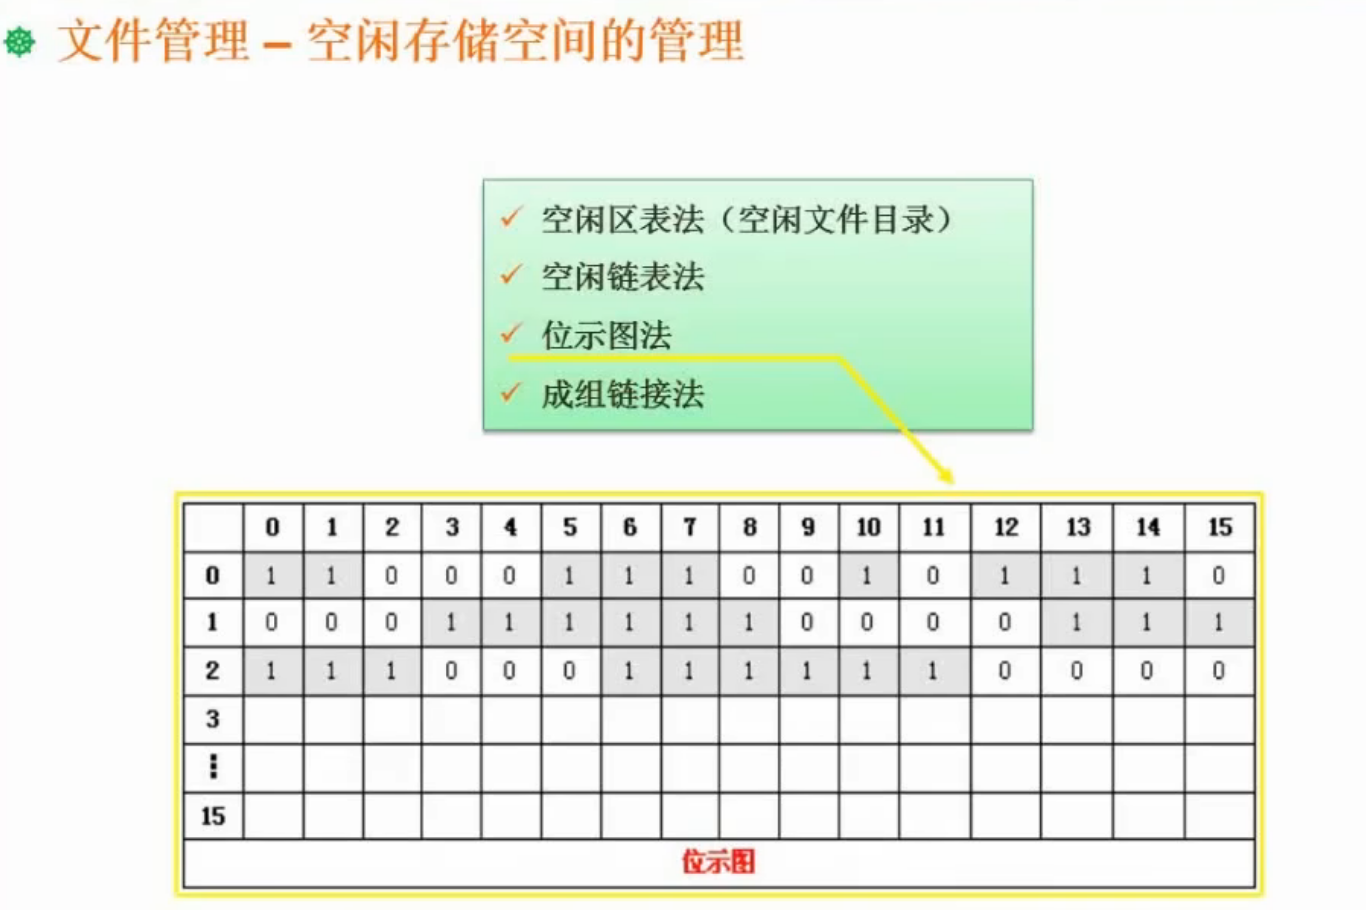 文件管理 – 空闲存储空间的管理
✓ 空闲区表法（空闲文件目录）
✓ 空闲链表法
✓ 位示图法
✓ 成组链接法
0 1 2 3 4 5 6 7 8 9 10 11 12 13 14 15
0 1 1 0 0 0 1 1 1 0 0 1 0 1 1 1 0
1 0 0 0 1 1 1 1 1 1 0 0 0 0 1 1 1
2 1 1 1 0 0 0 1 1 1 1 1 1 0 0 0 0
3
⋮
15
位示图